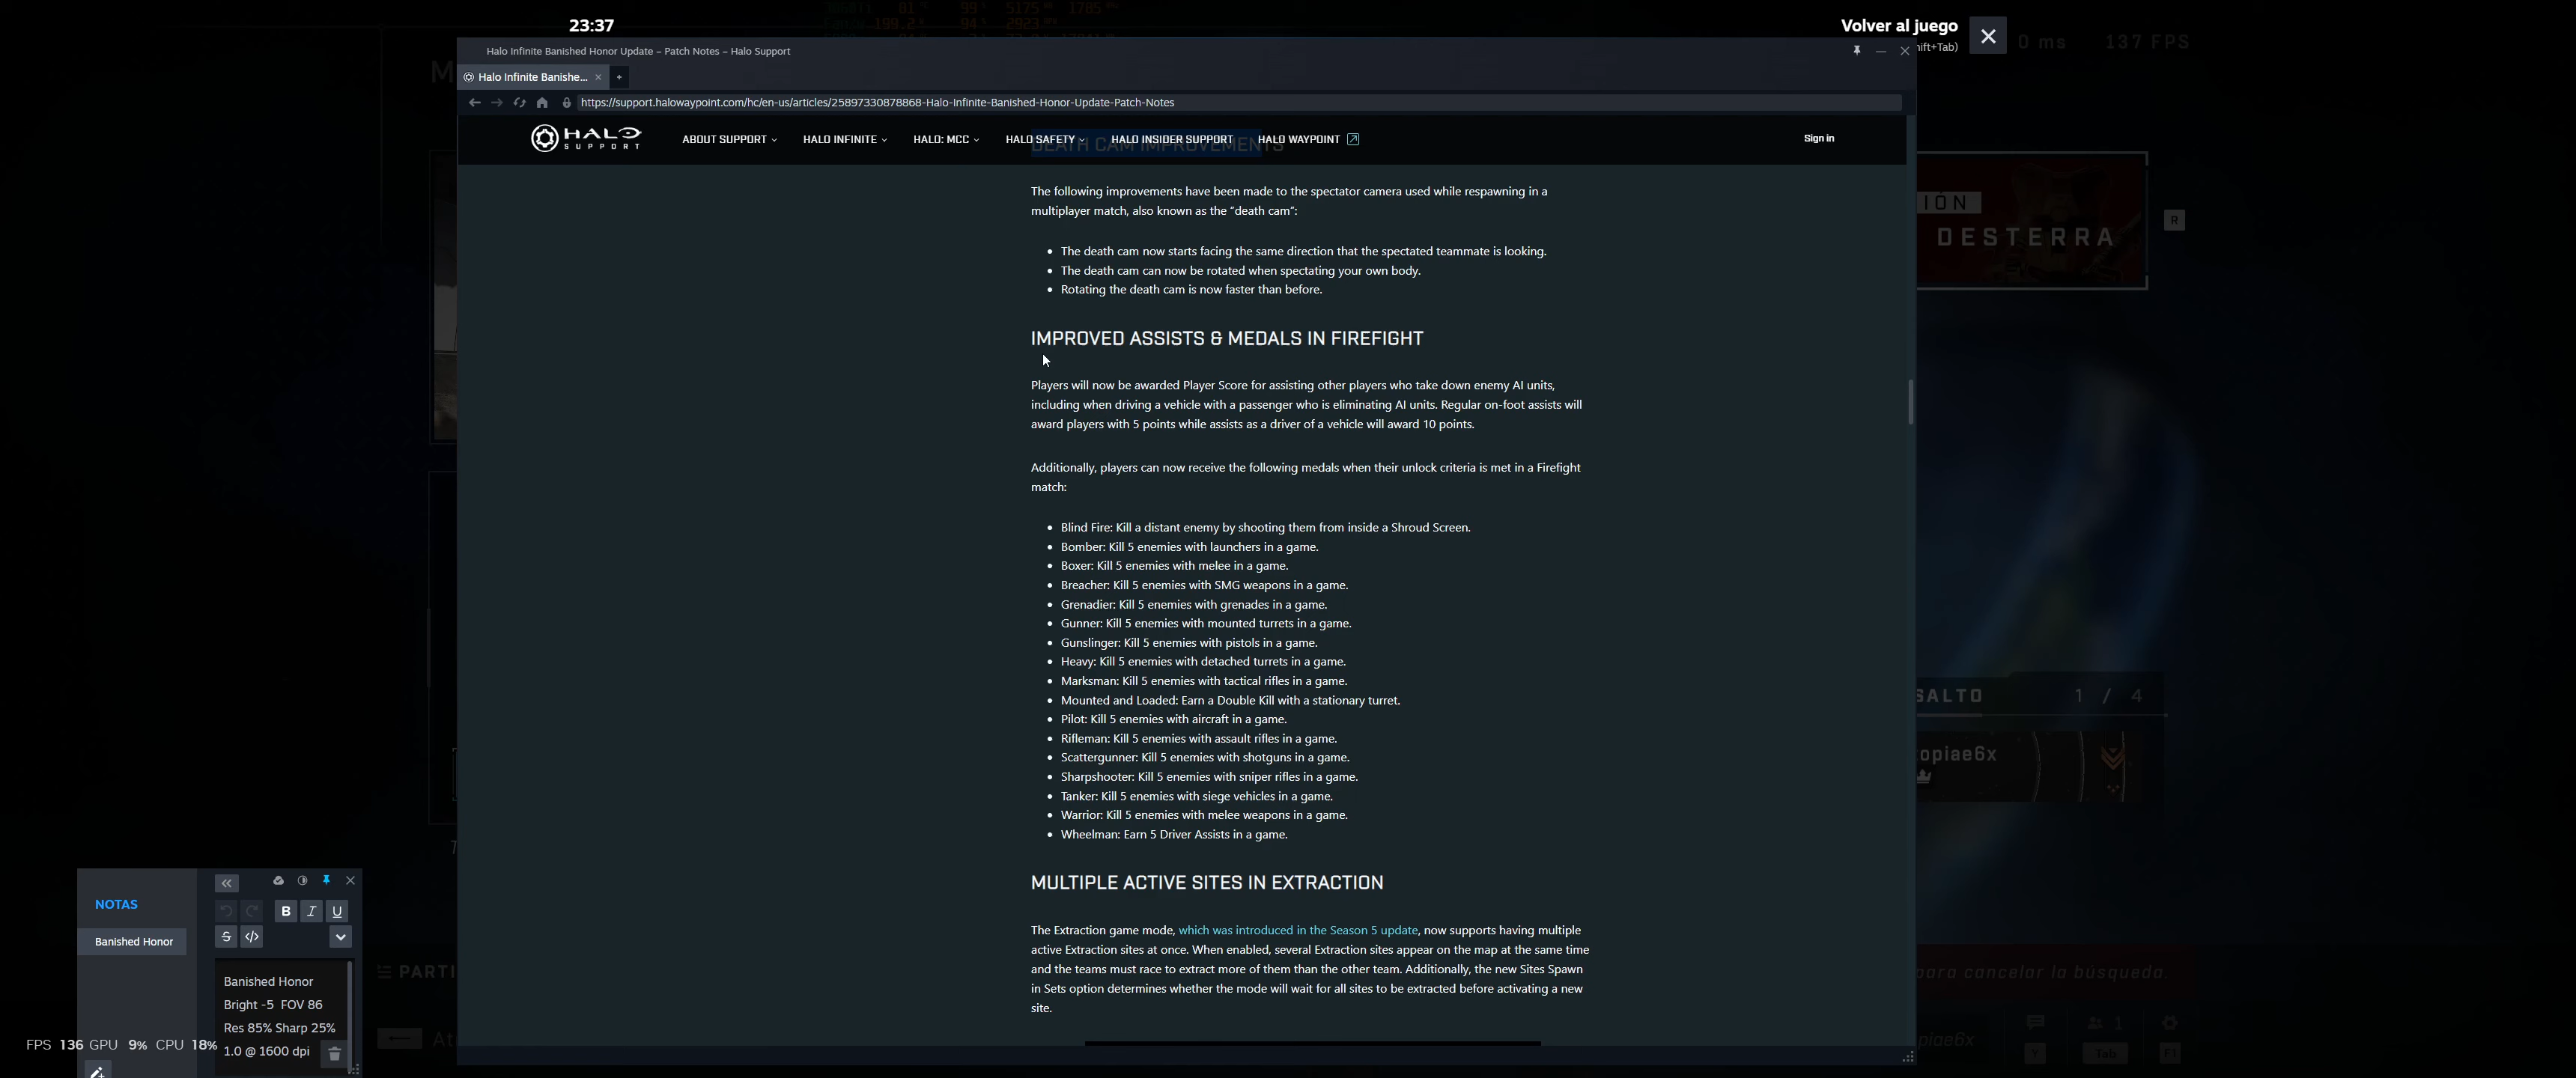 23:37
Volver al juego
ift+Tab)
0 ms 137 FPS
Halo Infinite Banished Honor Update – Patch Notes – Halo Support
Halo Infinite Banishe...
https://support.halowaypoint.com/hc/en-us/articles/25897330878868-Halo-Infinite-Banished-Honor-Update-Patch-Notes
HALO SUPPORT
ABOUT SUPPORT HALO INFINITE HALO: MCC HALO SAFETY HALO INSIDER SUPPORT HALO WAYPOINT Sign in
DEATH CAM IMPROVEMENTS
The following improvements have been made to the spectator camera used while respawning in a
multiplayer match, also known as the “death cam”:
• The death cam now starts facing the same direction that the spectated teammate is looking.
• The death cam can now be rotated when spectating your own body.
• Rotating the death cam is now faster than before.
IMPROVED ASSISTS & MEDALS IN FIREFIGHT
Players will now be awarded Player Score for assisting other players who take down enemy AI units,
including when driving a vehicle with a passenger who is eliminating AI units. Regular on-foot assists will
award players with 5 points while assists as a driver of a vehicle will award 10 points.
Additionally, players can now receive the following medals when their unlock criteria is met in a Firefight
match:
• Blind Fire: Kill a distant enemy by shooting them from inside a Shroud Screen.
• Bomber: Kill 5 enemies with launchers in a game.
• Boxer: Kill 5 enemies with melee in a game.
• Breacher: Kill 5 enemies with SMG weapons in a game.
• Grenadier: Kill 5 enemies with grenades in a game.
• Gunner: Kill 5 enemies with mounted turrets in a game.
• Gunslinger: Kill 5 enemies with pistols in a game.
• Heavy: Kill 5 enemies with detached turrets in a game.
• Marksman: Kill 5 enemies with tactical rifles in a game.
• Mounted and Loaded: Earn a Double Kill with a stationary turret.
• Pilot: Kill 5 enemies with aircraft in a game.
• Rifleman: Kill 5 enemies with assault rifles in a game.
• Scattergunner: Kill 5 enemies with shotguns in a game.
• Sharpshooter: Kill 5 enemies with sniper rifles in a game.
• Tanker: Kill 5 enemies with siege vehicles in a game.
• Warrior: Kill 5 enemies with melee weapons in a game.
• Wheelman: Earn 5 Driver Assists in a game.
MULTIPLE ACTIVE SITES IN EXTRACTION
The Extraction game mode, which was introduced in the Season 5 update, now supports having multiple
active Extraction sites at once. When enabled, several Extraction sites appear on the map at the same time
and the teams must race to extract more of them than the other team. Additionally, the new Sites Spawn
in Sets option determines whether the mode will wait for all sites to be extracted before activating a new
site.
IÓN
DESTERRA
R
SALTO 1 / 4
opiae6x
para cancelar la búsqueda.
1
Y Tab F1
piae6x
PARTI
NOTAS
Banished Honor
B I U
S </>
Banished Honor
Bright -5 FOV 86
Res 85% Sharp 25%
1.0 @ 1600 dpi
FPS 136 GPU 9% CPU 18%